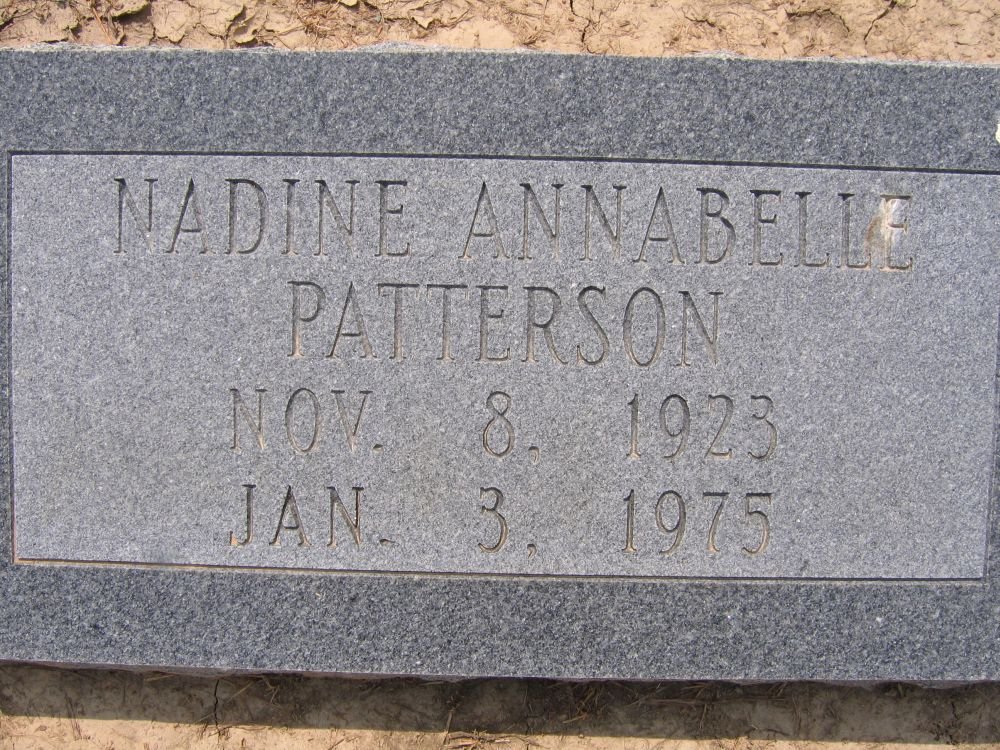 NADINE ANNABELLE
PATTERSON
NOV. 8, 1923
JAN. 3, 1975